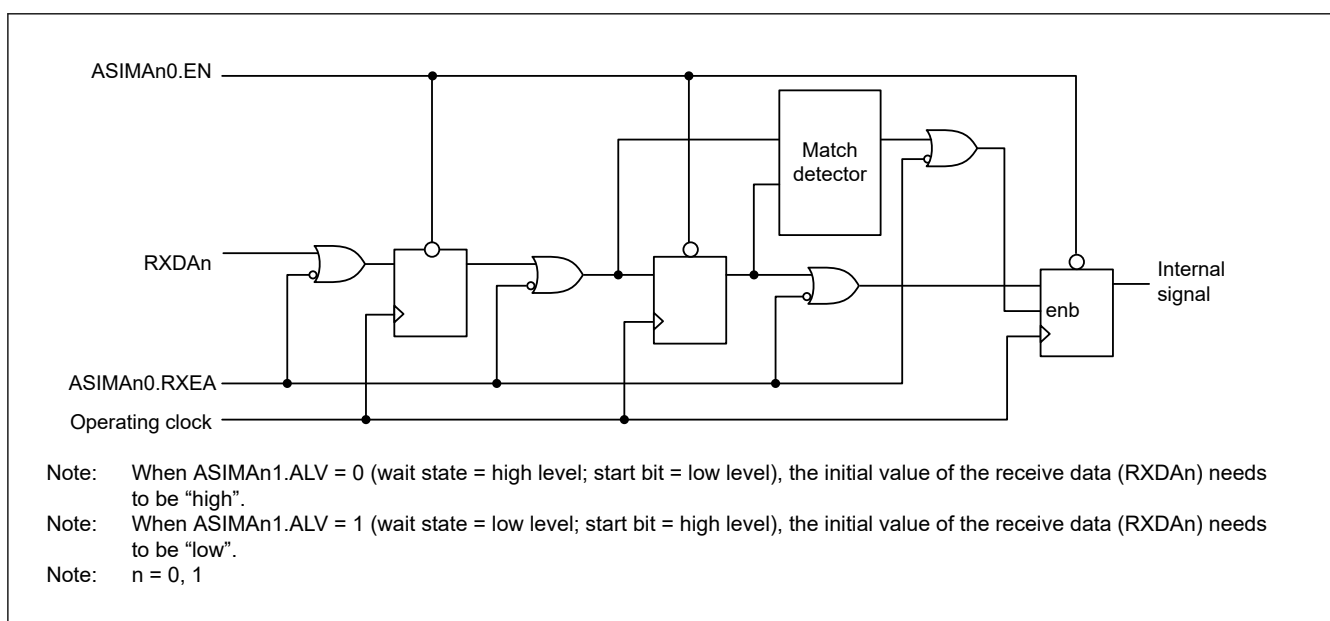 ASIMAn0.EN
Match
detector
RXDAn
Internal
signal
enb
ASIMAn0.RXEA
Operating clock
Note: When ASIMAn1.ALV = 0 (wait state = high level; start bit = low level), the initial value of the receive data (RXDAn) needs
to be “high”.
Note: When ASIMAn1.ALV = 1 (wait state = low level; start bit = high level), the initial value of the receive data (RXDAn) needs
to be “low”.
Note: n = 0, 1